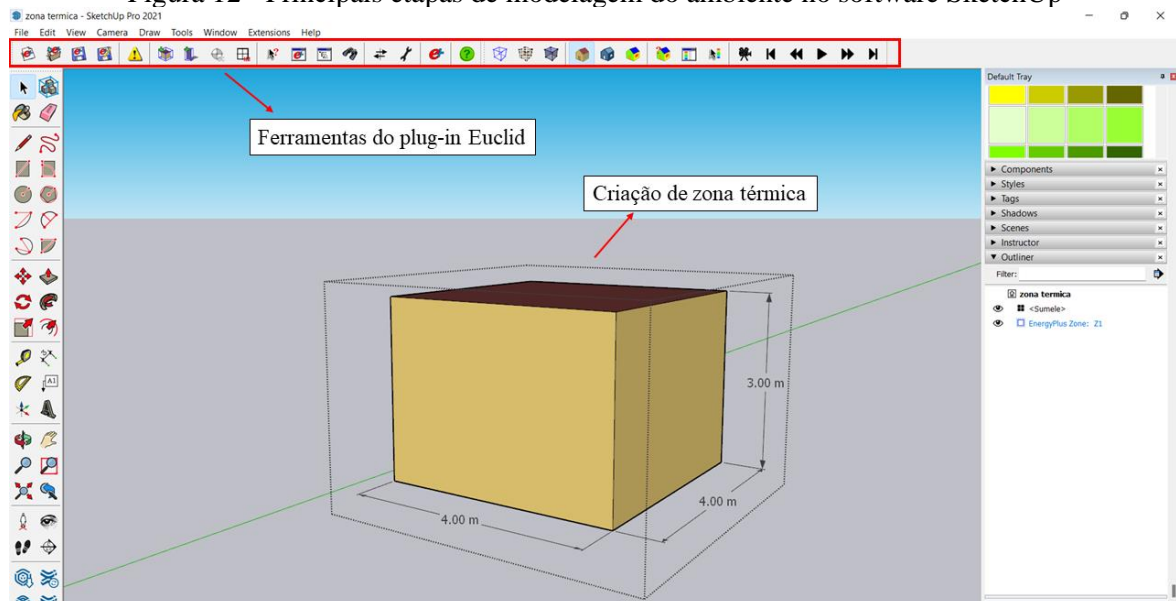 Figura 12 - Principais etapas de modelagem do ambiente no software SketchUp
zona termica - SketchUp Pro 2021
File Edit View Camera Draw Tools Window Extensions Help
Default Tray
Ferramentas do plug-in Euclid
Criação de zona térmica
Components
Styles
Tags
Shadows
Scenes
Instructor
Outliner
Filter:
zona termica
<Sumele>
EnergyPlus Zone: Z1
3.00 m
4.00 m
4.00 m
A1